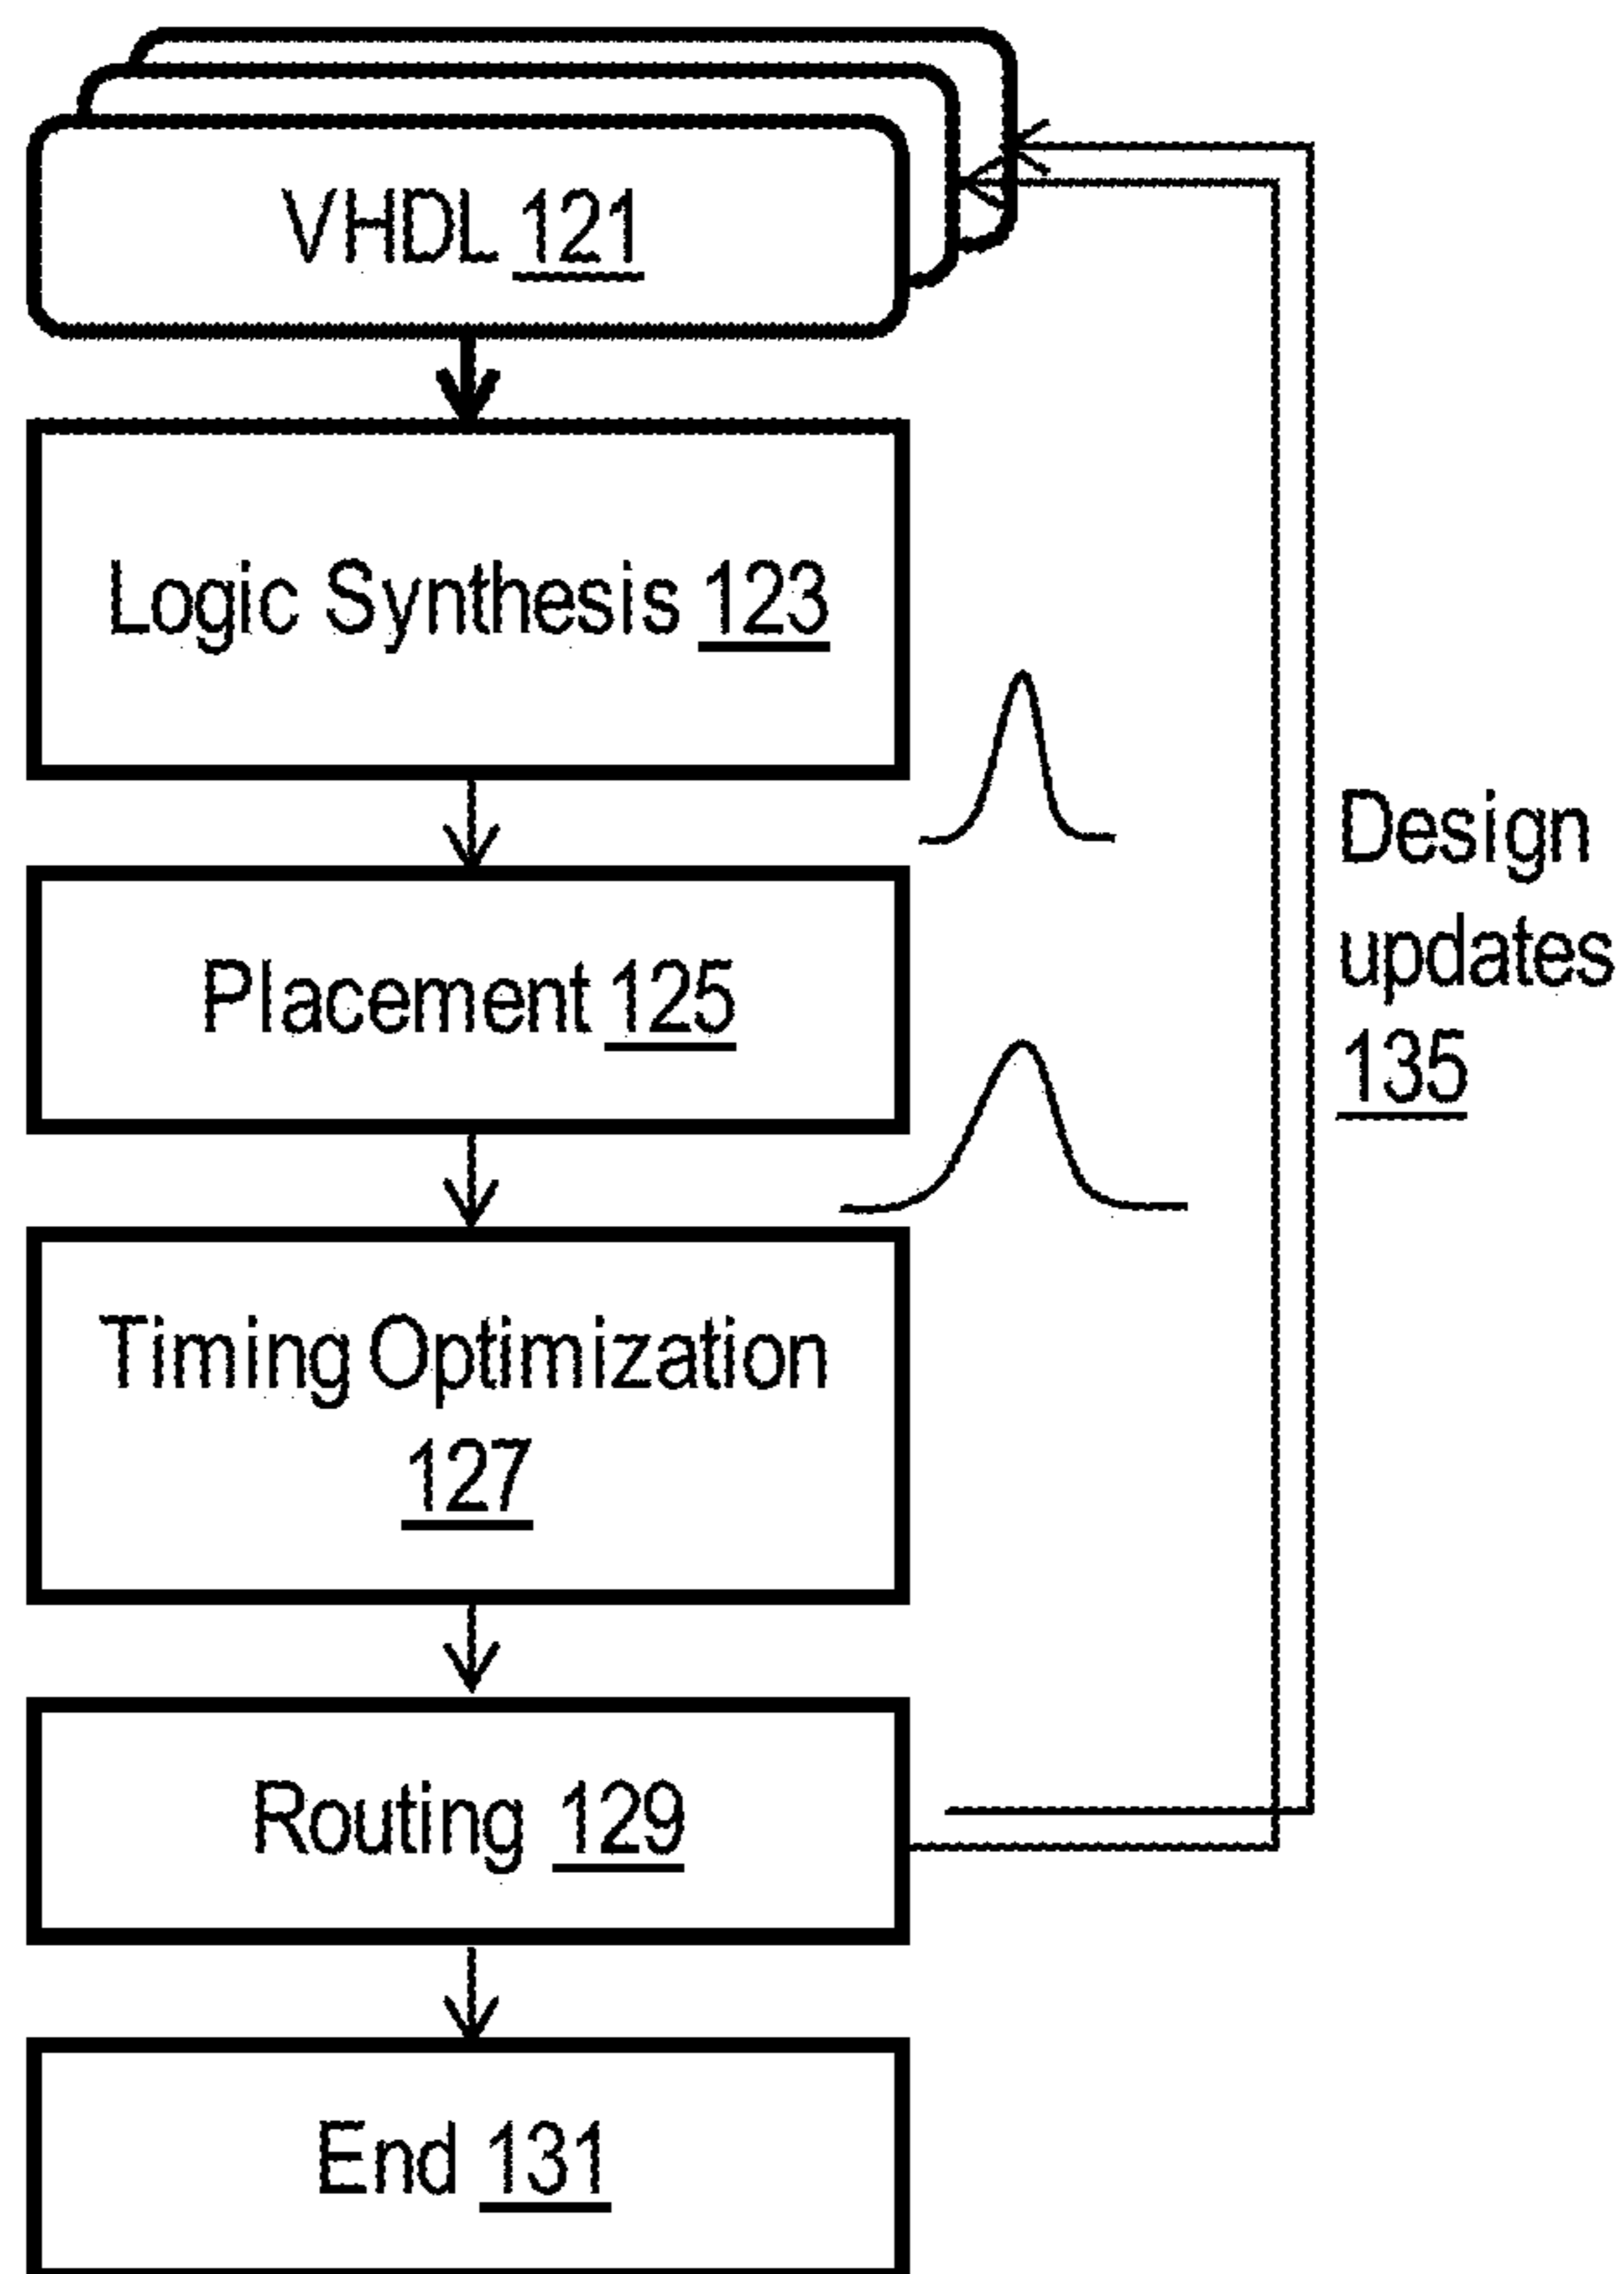 VHDL 121
Logic Synthesis 123
Placement 125
Timing Optimization
127
Routing 129
End 131
Design
updates
135